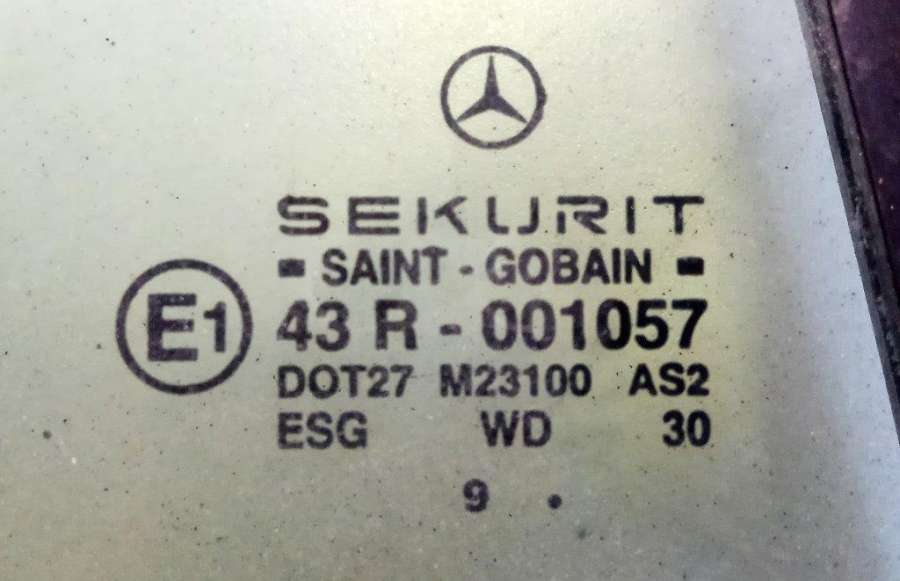 SEKURIT
SAINT - GOBAIN
E1 43 R - 001057
DOT27 M23100 AS2
ESG WD 30
9 .